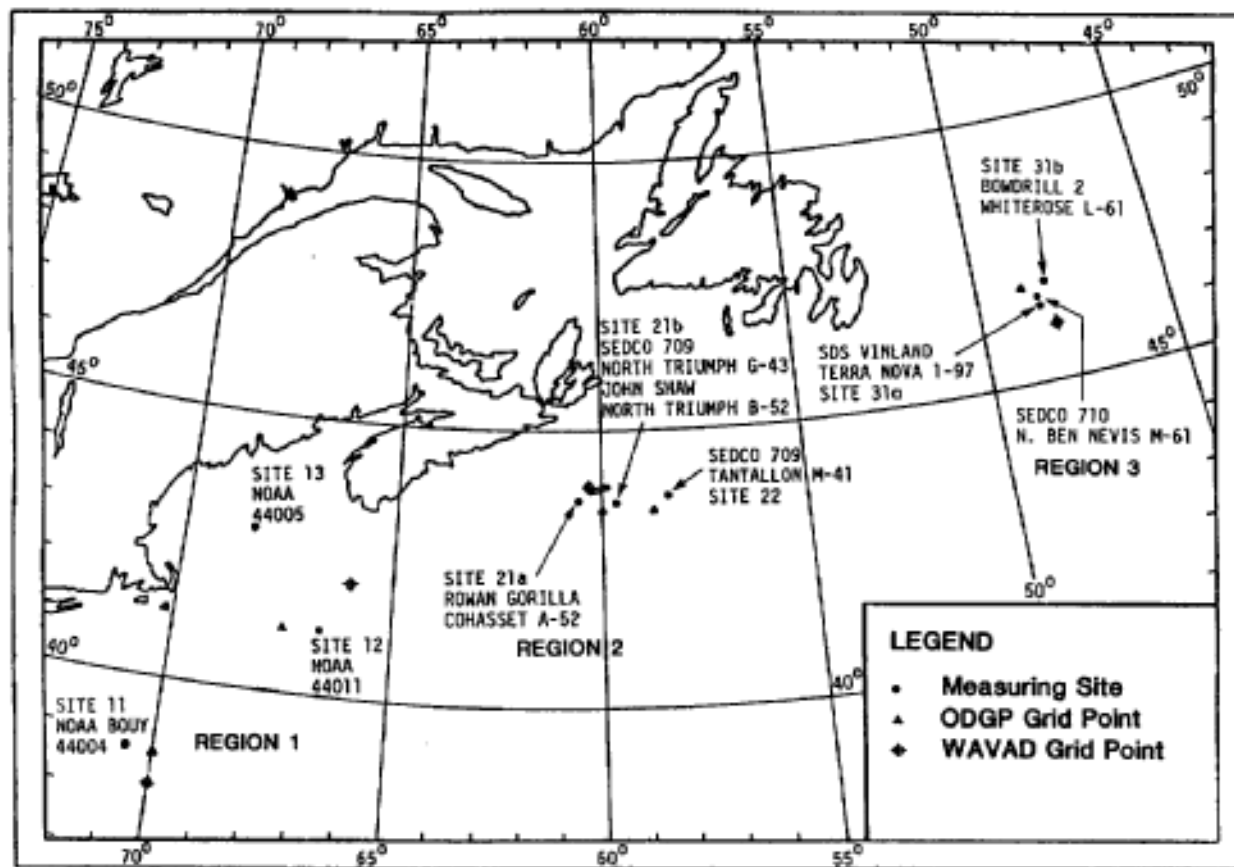 75°
70°
65°
60°
55°
50°
45°
50°
50°
SITE 31b
BOWDRILL 2
WHITEROSE L-61
SITE 21b
SEDCO 709
NORTH TRIUMPH G-43
JOHN SHAW
NORTH TRIUMPH B-52
45°
45°
SDS VINLAND
TERRA NOVA 1-97
SITE 31a
SEDCO 710
N. BEN NEVIS M-61
REGION 3
SEDCO 709
TANTALLON M-41
SITE 22
SITE 13
NOAA
44005
SITE 21a
ROWAN GORILLA
COHASSET A-52
REGION 2
50°
SITE 12
NOAA
44011
40°
40°
SITE 11
NOAA BOUY
44004
REGION 1
LEGEND
Measuring Site
ODGP Grid Point
WAVAD Grid Point
70°
65°
60°
55°